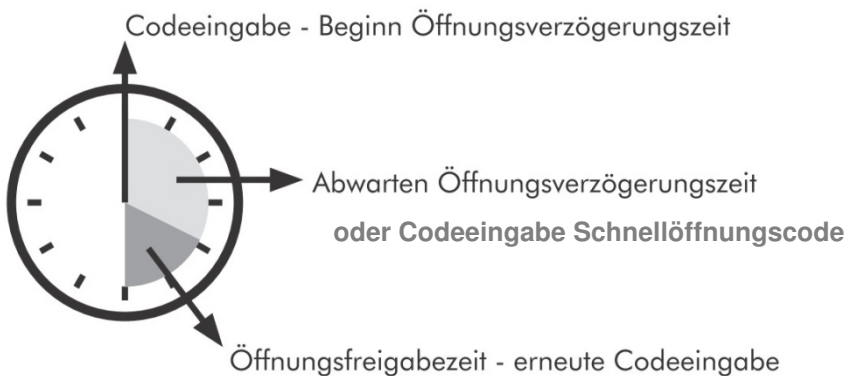 Codeeingabe - Beginn Öffnungsverzögerungszeit
Abwarten Öffnungsverzögerungszeit
oder Codeeingabe Schnellöffnungscode
Öffnungsfreigabezeit - erneute Codeeingabe